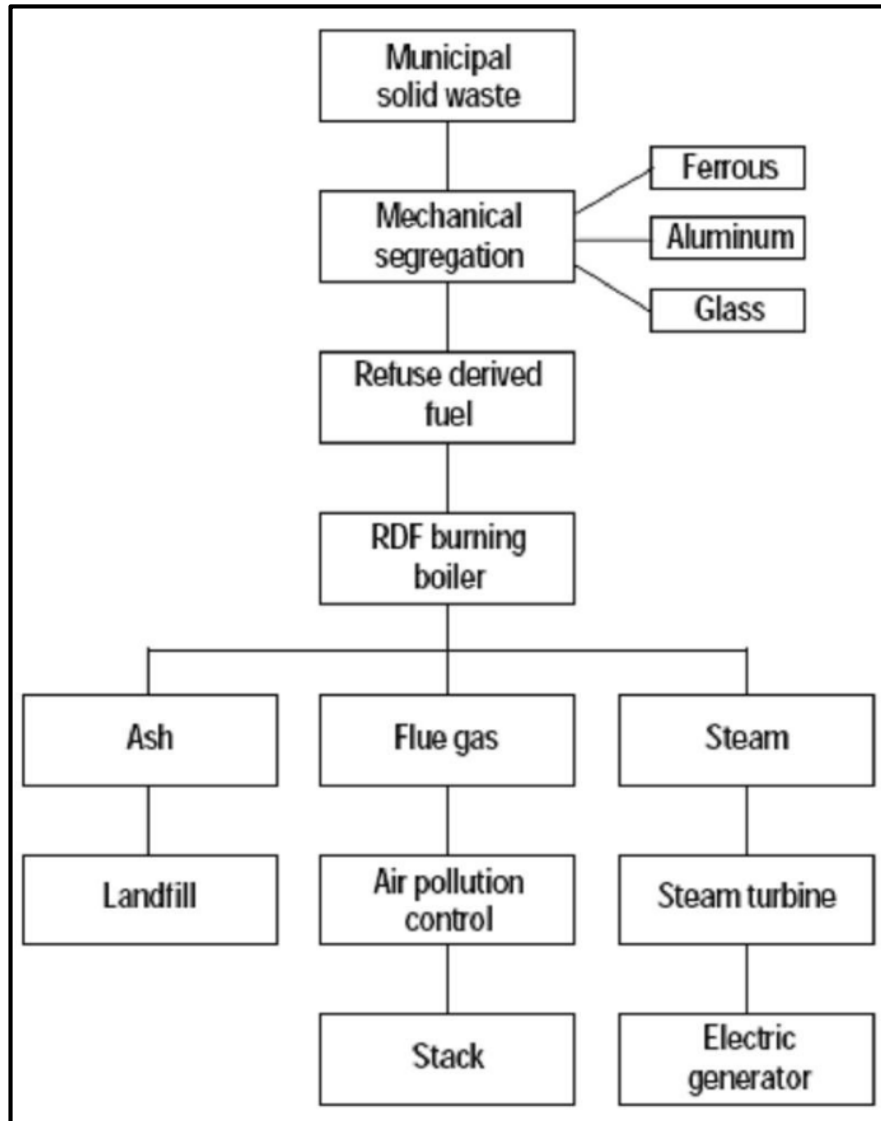 Municipal
solid waste
Mechanical
segregation
Ferrous
Aluminum
Glass
Refuse derived
fuel
RDF burning
boiler
Ash
Flue gas
Steam
Landfill
Air pollution
control
Steam turbine
Stack
Electric
generator